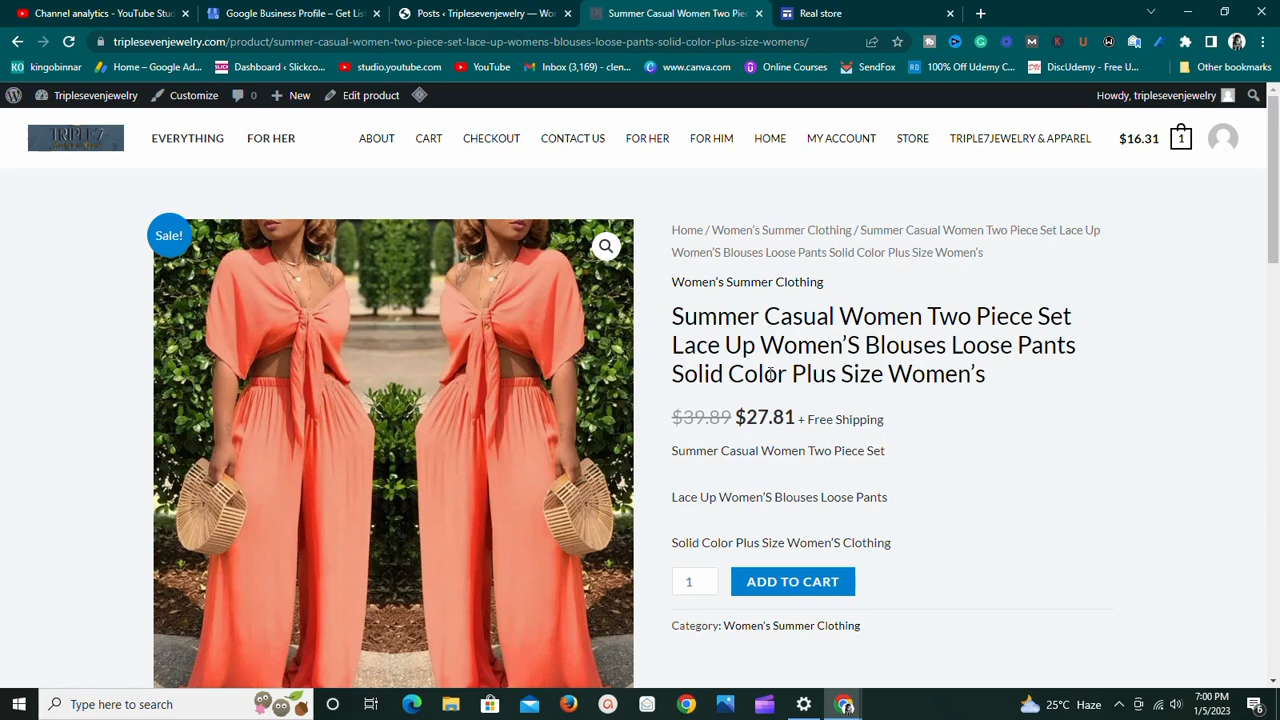 Channel analytics - YouTube Stud
Google Business Profile – Get List
Posts ‹ Triplesevenjewelry — Wor
Summer Casual Women Two Piec
Real store
triplesevenjewelry.com/product/summer-casual-women-two-piece-set-lace-up-womens-blouses-loose-pants-solid-color-plus-size-womens/
kingobinnar
Home – Google Ad...
Dashboard ‹ Slickco...
studio.youtube.com
YouTube
Inbox (3,169) - clen...
www.canva.com
Online Courses
SendFox
100% Off Udemy C...
DiscUdemy - Free U...
Other bookmarks
Triplesevenjewelry
Customize
0
New
Edit product
Howdy, triplesevenjewelry
TRIPLE7
EVERYTHING
FOR HER
ABOUT
CART
CHECKOUT
CONTACT US
FOR HER
FOR HIM
HOME
MY ACCOUNT
STORE
TRIPLE7JEWELRY & APPAREL
$16.31
1
Sale!
Home / Women's Summer Clothing / Summer Casual Women Two Piece Set Lace Up
Women'S Blouses Loose Pants Solid Color Plus Size Women's
Women's Summer Clothing
Summer Casual Women Two Piece Set
Lace Up Women'S Blouses Loose Pants
Solid Color Plus Size Women's
$39.89 $27.81 + Free Shipping
Summer Casual Women Two Piece Set
Lace Up Women'S Blouses Loose Pants
Solid Color Plus Size Women'S Clothing
1
ADD TO CART
Category: Women's Summer Clothing
Type here to search
25°C Haze
7:00 PM
1/5/2023
6